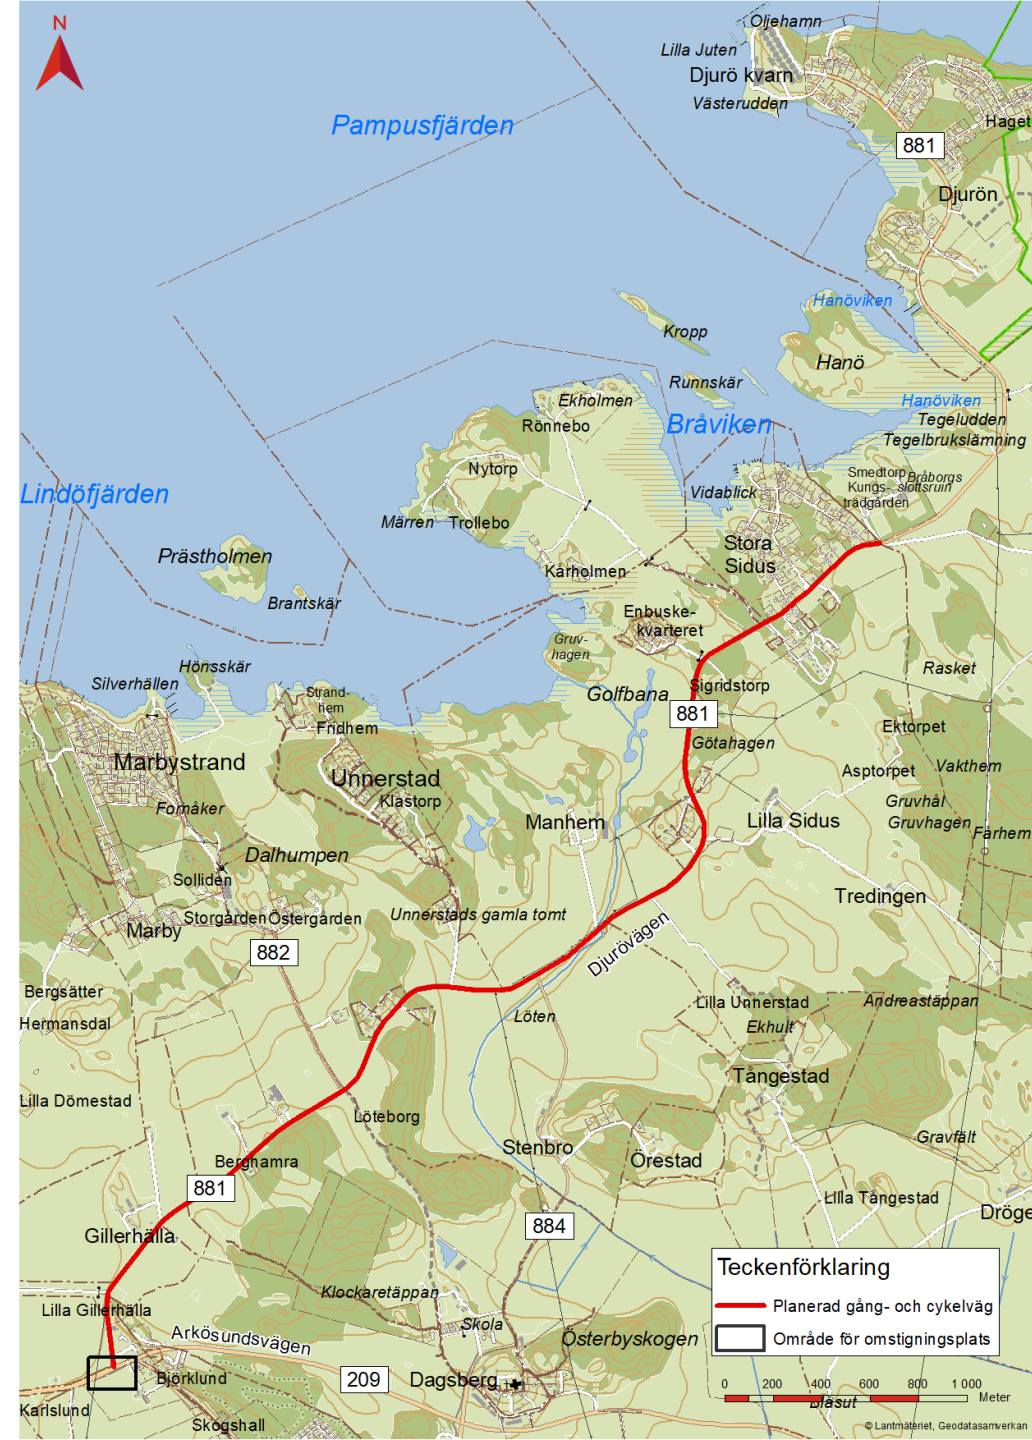 N
Oljehamn
Lilla Juten
Djurö kvarn
Västerudden
Pampusfjärden
Haget
881
Djurön
Hanöviken
Kropp
Hanö
Runnskär
Ekholmen
Hanöviken
Rönnebo
Bråviken
Tegeludden
Tegelbrukslämning
Nytorp
Smedtorp
Bråborgs
slottsruin
Kungs-
trädgården
Lindöfjärden
Vidablick
Märren
Trollebo
Stora
Sidus
Prästholmen
Kärholmen
Brantskär
Enbuske-
kvarteret
Gruv-
hagen
Hönsskär
Rasket
Silverhällen
Strand-
hem
Golfbana
Sigridstorp
881
Fridhem
Ektorpet
Götahagen
Marbystrand
Unnerstad
Asptorpet
Vakthem
Klastorp
Gruvhål
Gruvhagen
Fornåker
Manhem
Lilla Sidus
Fårhem
Dalhumpen
Solliden
Tredingen
Storgården
Östergården
Unnerstads gamla tomt
Marby
Djurövägen
882
Bergsätter
Lilla Unnerstad
Andreastäppan
Hermansdal
Löten
Ekhult
Tångestad
Lilla Dömestad
Löteborg
Gravfält
Stenbro
Örestad
Berghamra
881
Lilla Tångestad
Dröge
Gillerhälla
884
Klockaretäppan
Lilla Gillerhälla
Skola
Arkösundsvägen
Österbyskogen
Björklund
209
Dagsberg
Karlslund
Skogshall
Teckenförklaring
Planerad gång- och cykelväg
Område för omstigningsplats
0 200 400 600 800 1 000
Meter
Blåsut
© Lantmäteriet, Geodatasamverkan